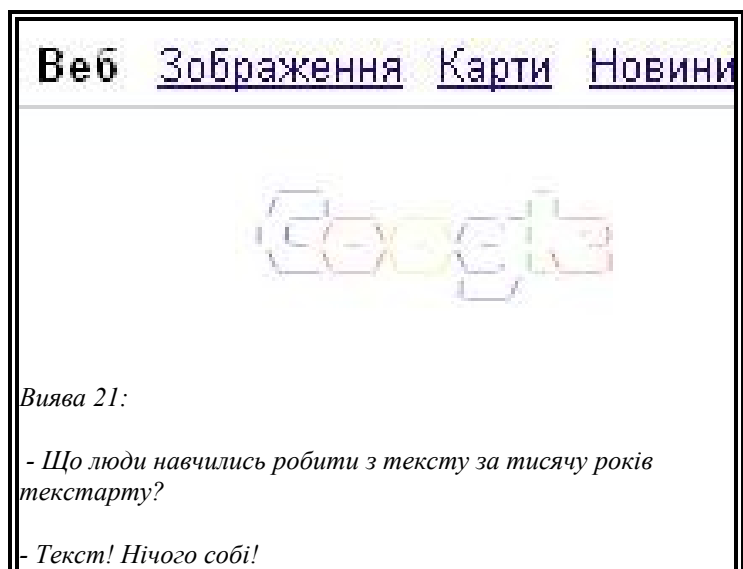 Веб Зображення Карти Новини
Google
Виява 21:
- Що люди навчились робити з тексту за тисячу років
текстарту?
- Текст! Нічого собі!